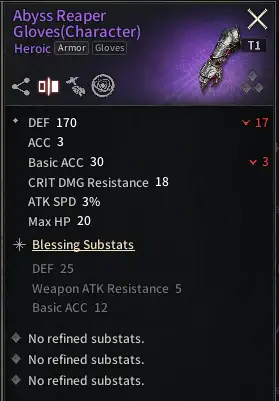 Abyss Reaper
Gloves(Character)
Heroic Armor Gloves
T1
DEF 170 17
ACC 3
Basic ACC 30 3
CRIT DMG Resistance 18
ATK SPD 3%
Max HP 20
Blessing Substats
DEF 25
Weapon ATK Resistance 5
Basic ACC 12
No refined substats.
No refined substats.
No refined substats.